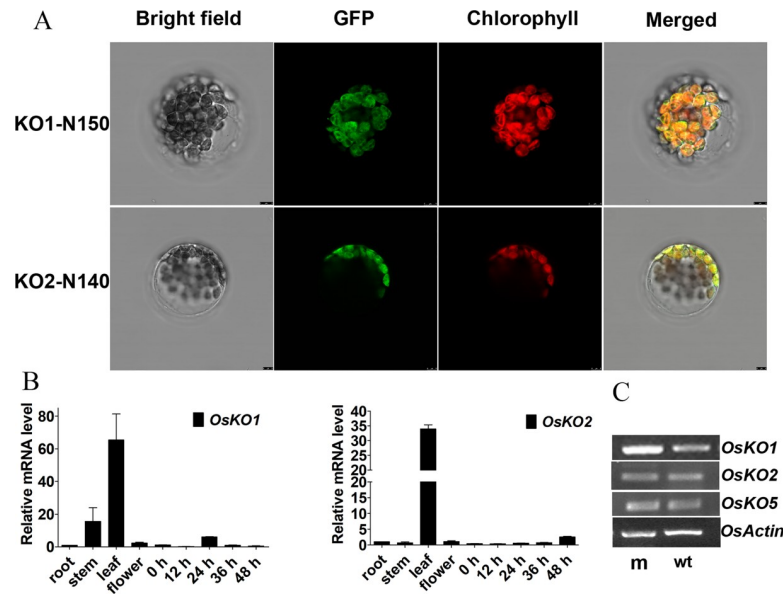 A
Bright field
GFP
Chlorophyll
Merged
KO1-N150
KO2-N140
B
Relative mRNA level
80
60
40
20
0
OsKO1
root
stem
leaf
flower
0 h
12 h
24 h
36 h
48 h
Relative mRNA level
40
35
30
25
20
20
15
10
5
0
OsKO2
root
stem
leaf
flower
0 h
12 h
24 h
36 h
48 h
C
OsKO1
OsKO2
OsKO5
OsActin
m
wt